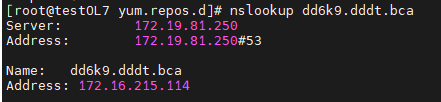 [root@testOL7 yum.repos.d]# nslookup dd6k9.dddt.bca
Server: 172.19.81.250
Address: 172.19.81.250#53
Name: dd6k9.dddt.bca
Address: 172.16.215.114